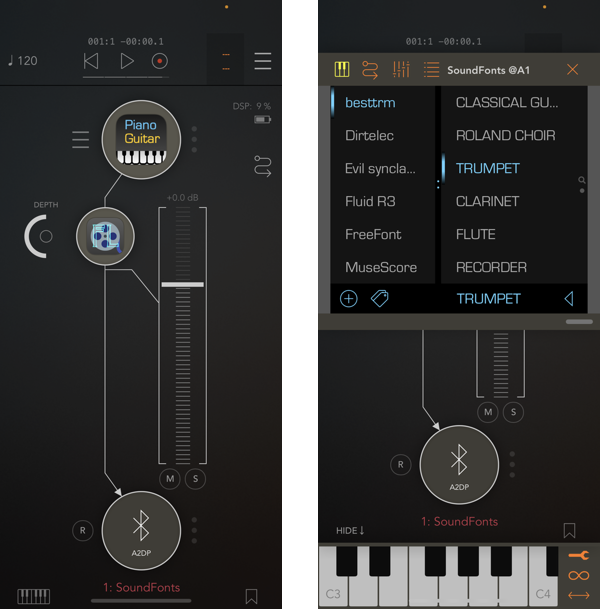 001:1 -00:00.1
♩ 120
DSP: 9 %
Piano
Guitar
DEPTH
+0.0 dB
M S
R
A2DP
1: SoundFonts
001:1 -00:00.1
SoundFonts @A1
besttrm
CLASSICAL GU...
Dirtelec
ROLAND CHOIR
Evil syncla...
TRUMPET
Fluid R3
CLARINET
FreeFont
FLUTE
MuseScore
RECORDER
TRUMPET
M S
R
A2DP
1: SoundFonts
HIDE↓
C3
C4